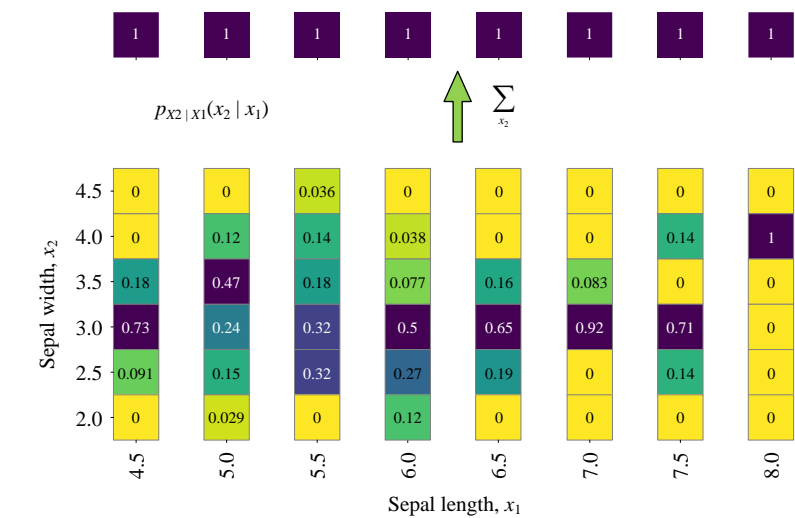 1 1 1 1 1 1 1 1
p_{X2 | X1}(x_2 | x_1)
∑
x_2
Sepal width, x_2
4.5 0 0 0.036 0 0 0 0 0
4.0 0 0.12 0.14 0.038 0 0 0.14 1
3.5 0.18 0.47 0.18 0.077 0.16 0.083 0 0
3.0 0.73 0.24 0.32 0.5 0.65 0.92 0.71 0
2.5 0.091 0.15 0.32 0.27 0.19 0 0.14 0
2.0 0 0.029 0 0.12 0 0 0 0
4.5 5.0 5.5 6.0 6.5 7.0 7.5 8.0
Sepal length, x_1